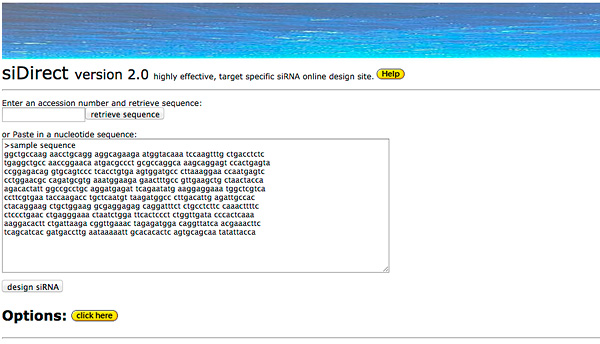 siDirect version 2.0 highly effective, target specific siRNA online design site. Help
Enter an accession number and retrieve sequence:
retrieve sequence
or Paste in a nucleotide sequence:
>sample sequence
ggctgccaag aacctgcagg aggcagaaga atggtacaaa tccaagtttg ctgacctctc
tgaggctgcc aaccggaaca atgacgccct gcgccaggca aagcaggagt ccactgagta
ccggagacag gtgcagtccc tcacctgtga agtggatgcc cttaaaggaa ccaatgagtc
cctggaacgc cagatgcgtg aaatggaaga gaactttgcc gttgaagctg ctaactacca
agacactatt ggccgcctgc aggatgagat tcagaatatg aaggaggaaa tggctcgtca
ccttcgtgaa taccaagacc tgctcaatgt taagatggcc cttgacattg agattgccac
ctacaggaag ctgctggaag gcgaggagag caggatttct ctgcctcttc caaacttttc
ctccctgaac ctgagggaaa ctaatctgga ttcactccct ctggttgata cccactcaaa
aaggacactt ctgattaaga cggttgaaac tagagatgga caggttatca acgaaacttc
tcagcatcac gatgaccttg aataaaaatt gcacacactc agtgcagcaa tatattacca
design siRNA
Options: click here